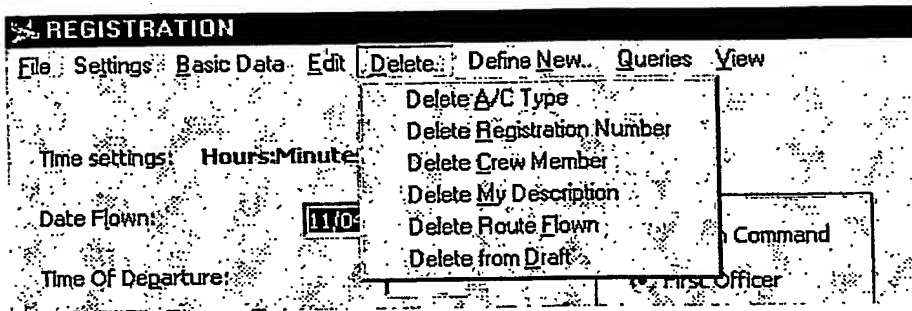 REGISTRATION
File Settings Basic Data Edit Delete.. Define New.. Queries View
Delete A/C Type
Delete Registration Number
Time settings: Hours:Minute
Delete Crew Member
Delete My Description
Date Flown: 11/0
Delete Route Flown
Command
Delete from Draft
Time Of Departure:
First Officer